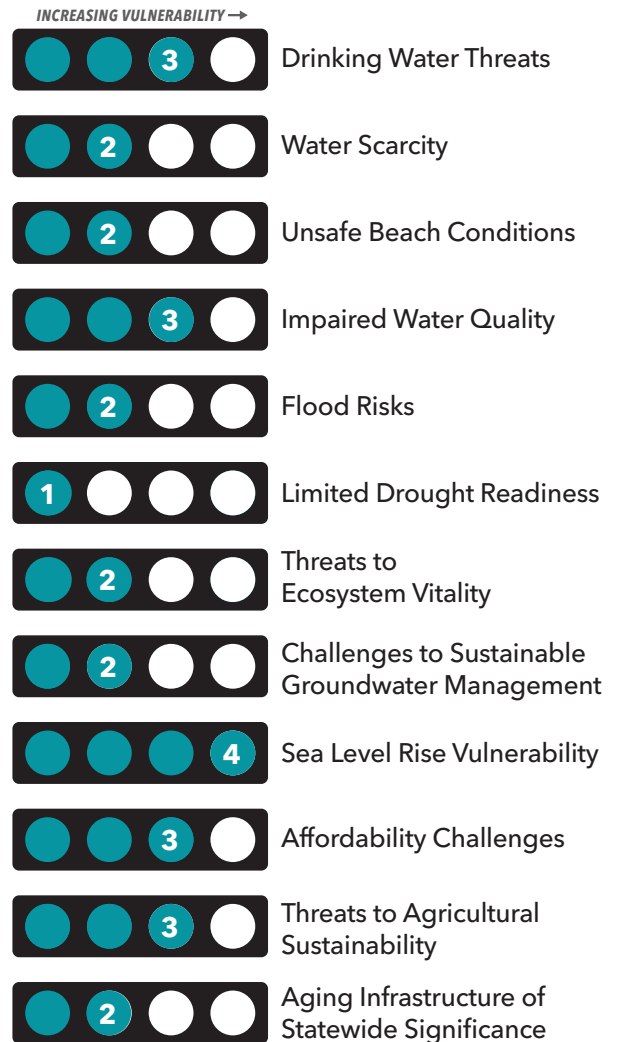 INCREASING VULNERABILITY →
3 Drinking Water Threats
2 Water Scarcity
2 Unsafe Beach Conditions
3 Impaired Water Quality
2 Flood Risks
1 Limited Drought Readiness
2 Threats to
Ecosystem Vitality
2 Challenges to Sustainable
Groundwater Management
4 Sea Level Rise Vulnerability
3 Affordability Challenges
3 Threats to Agricultural
Sustainability
2 Aging Infrastructure of
Statewide Significance